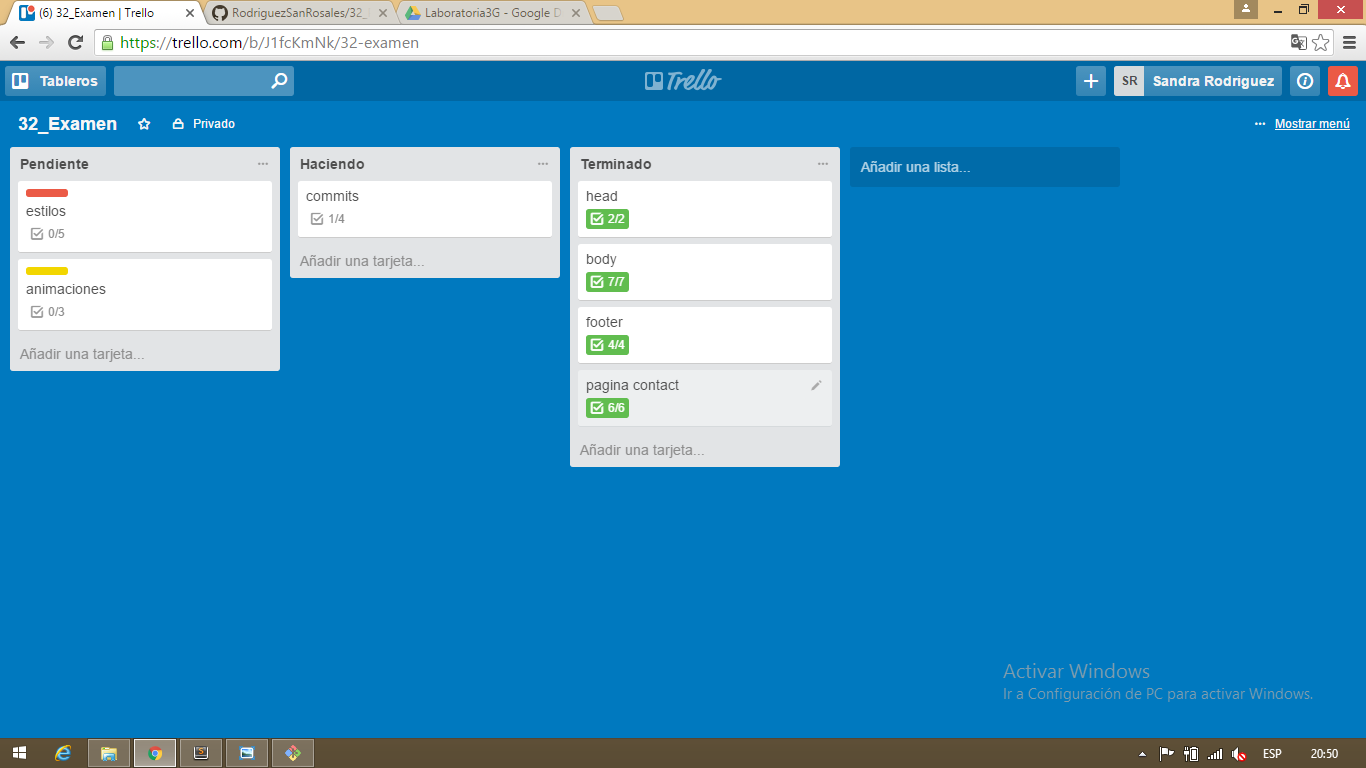 (6) 32_Examen | Trello
RodriguezSanRosales/32_
Laboratoria3G - Google D
https://trello.com/b/J1fcKmNk/32-examen
Tableros
Trello
SR
Sandra Rodríguez
32_Examen
Privado
Mostrar menú
Pendiente
estilos
0/5
animaciones
0/3
Añadir una tarjeta...
Haciendo
commits
1/4
Añadir una tarjeta...
Terminado
head
2/2
body
7/7
footer
4/4
pagina contact
6/6
Añadir una tarjeta...
Añadir una lista...
Activar Windows
Ir a Configuración de PC para activar Windows.
ESP
20:50